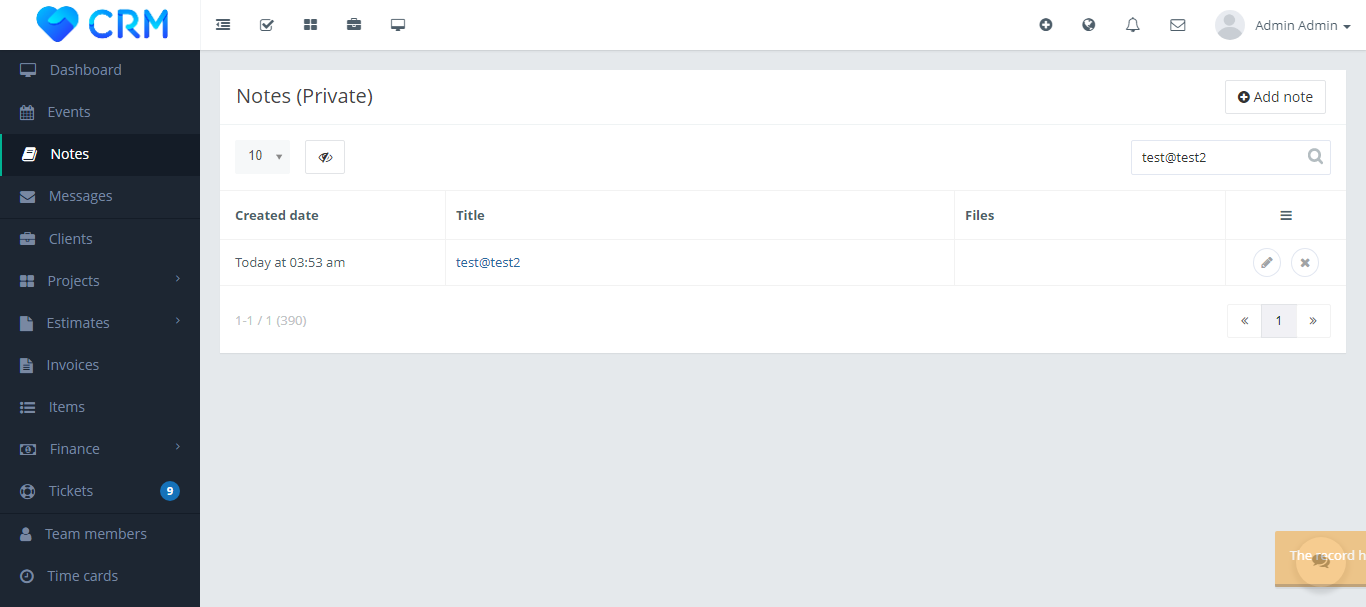 CRM
Admin Admin
Dashboard
Events
Notes
Messages
Clients
Projects
Estimates
Invoices
Items
Finance
Tickets 9
Team members
Time cards
Notes (Private)
Add note
10
test@test2
Created date Title Files
Today at 03:53 am test@test2
1-1 / 1 (390)
« 1 »
The record h